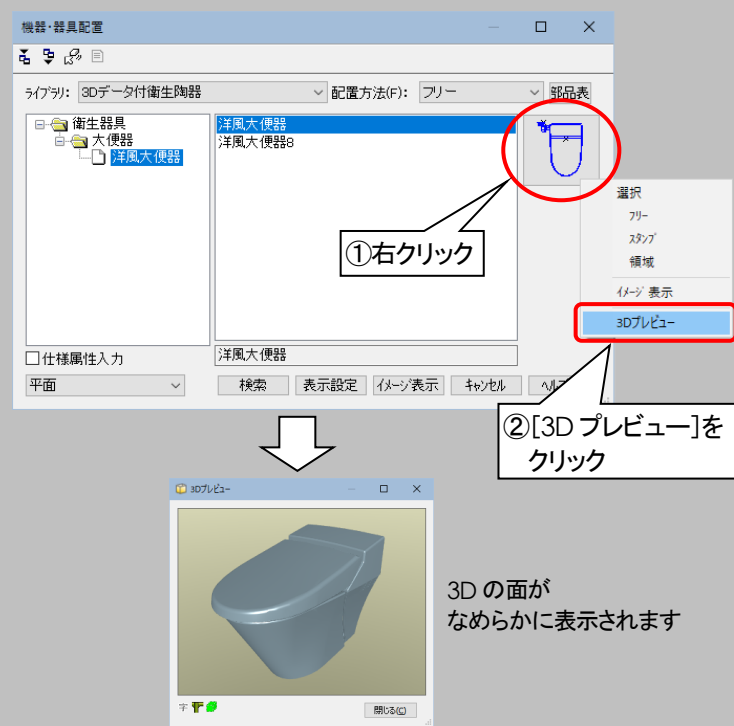 機器・器具配置
ﾗｲﾌﾞﾗﾘ: 3Dデータ付衛生陶器 配置方法(F): フリー 部品表
衛生器具
大便器
洋風大便器
洋風大便器
洋風大便器8
①右クリック
選択
ﾌﾘｰ
ｽﾀﾝﾌﾟ
領域
ｲﾒｰｼﾞ表示
3Dﾌﾟﾚﾋﾞｭｰ
仕様属性入力
洋風大便器
平面
検索 表示設定 ｲﾒｰｼﾞ表示 ｷｬﾝｾﾙ
②[3D プレビュー]を
クリック
3Dﾌﾟﾚﾋﾞｭｰ
3D の面が
なめらかに表示されます
字
閉じる(C)